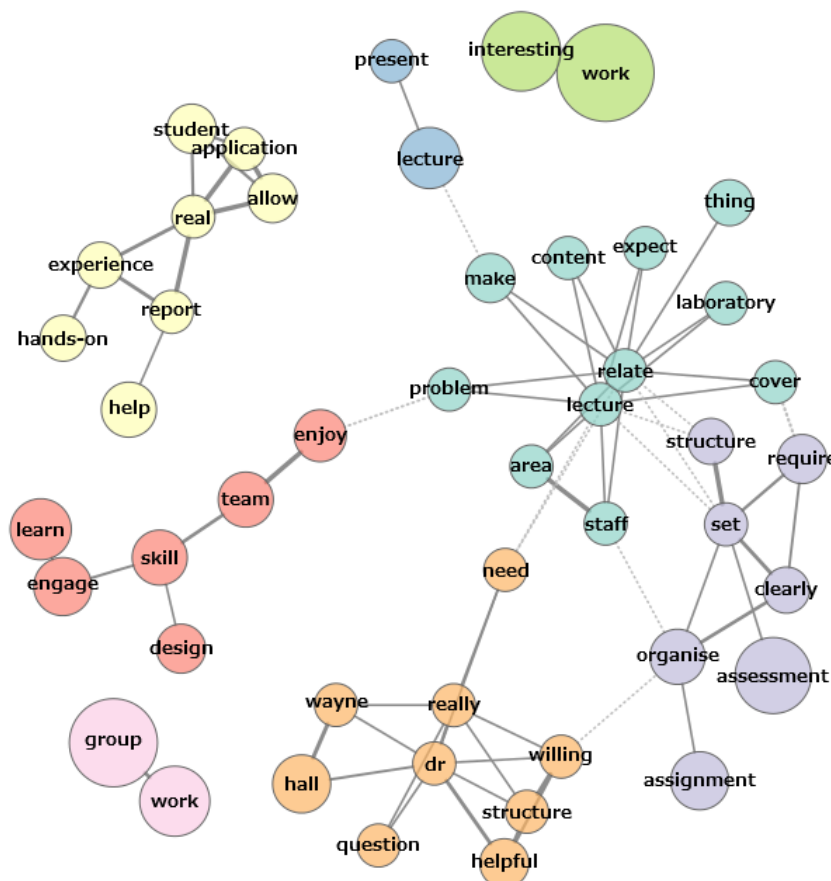 interesting
present
work
student
application
lecture
allow
thing
real
expect
content
experience
make
laboratory
report
hands-on
relate
problem
cover
help
lecture
enjoy
structure
require
area
team
staff
set
learn
skill
need
engage
clearly
design
organise
assessment
wayne
really
group
willing
dr
hall
assignment
work
structure
question
helpful